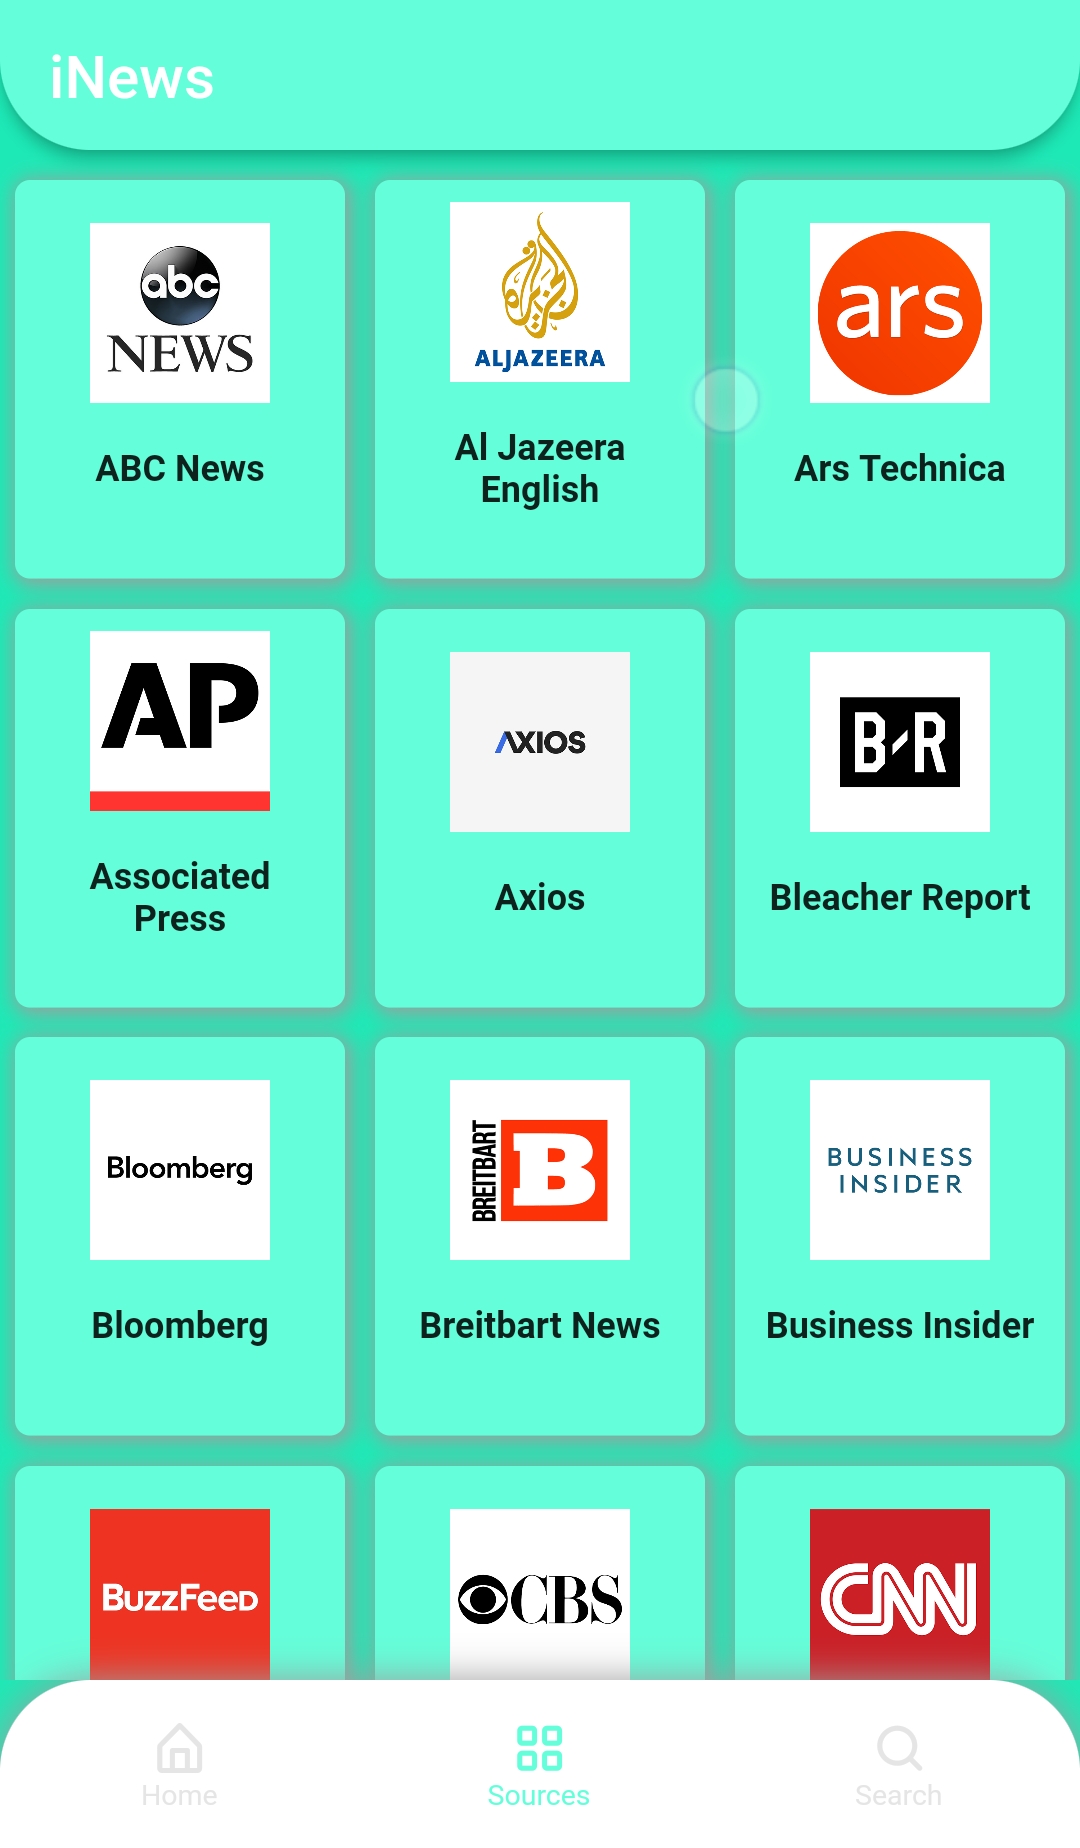 iNews
abc
NEWS
ABC News
ALJAZEERA
Al Jazeera
English
ars
Ars Technica
AP
Associated
Press
AXIOS
Axios
B-R
Bleacher Report
Bloomberg
Bloomberg
BREITBART
B
Breitbart News
BUSINESS
INSIDER
Business Insider
BuzzFeeD
CBS
CNN
Home
Sources
Search